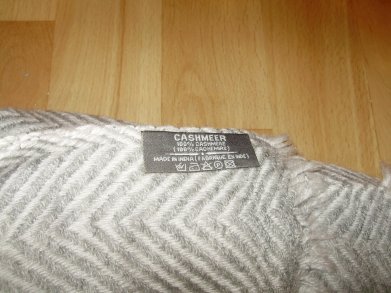 CASHMEER
100% CASHMERE
(100% CACHEMIRE)
MADE IN INDIA (FABRIQUE EN INDE)